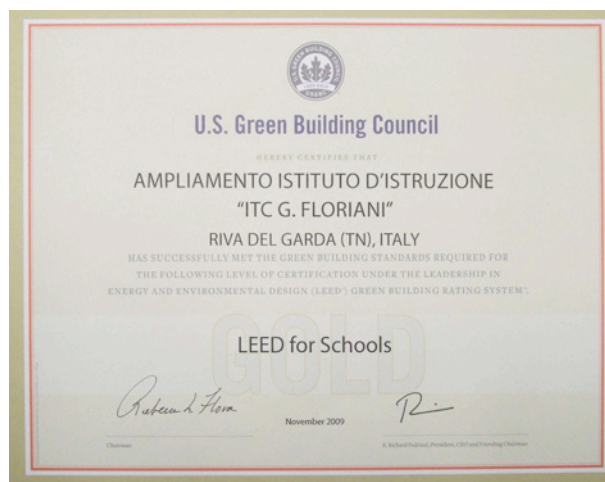 U.S. Green Building Council
HEREBY CERTIFIES THAT
AMPLIAMENTO ISTITUTO D'ISTRUZIONE
"ITC G. FLORIANI"
RIVA DEL GARDA (TN), ITALY
HAS SUCCESSFULLY MET THE GREEN BUILDING STANDARDS REQUIRED FOR
THE FOLLOWING LEVEL OF CERTIFICATION UNDER THE LEADERSHIP IN
ENERGY AND ENVIRONMENTAL DESIGN (LEED®) GREEN BUILDING RATING SYSTEM™.
GOLD
LEED for Schools
November 2009
Chairman
S. Richard Fedrizzi, President, CEO and Founding Chairman